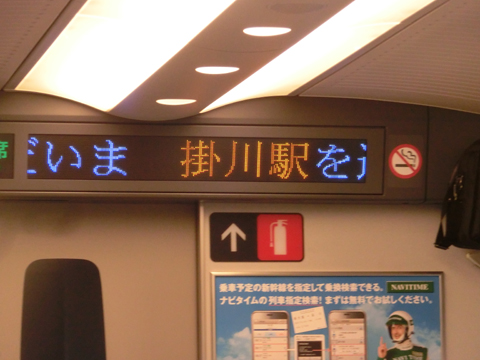 席
だいま 掛川駅を通
乗車予定の新幹線を指定して乗換検索できる。 NAVITIME
ナビタイムの列車指定検索!まずは無料でお試しください。